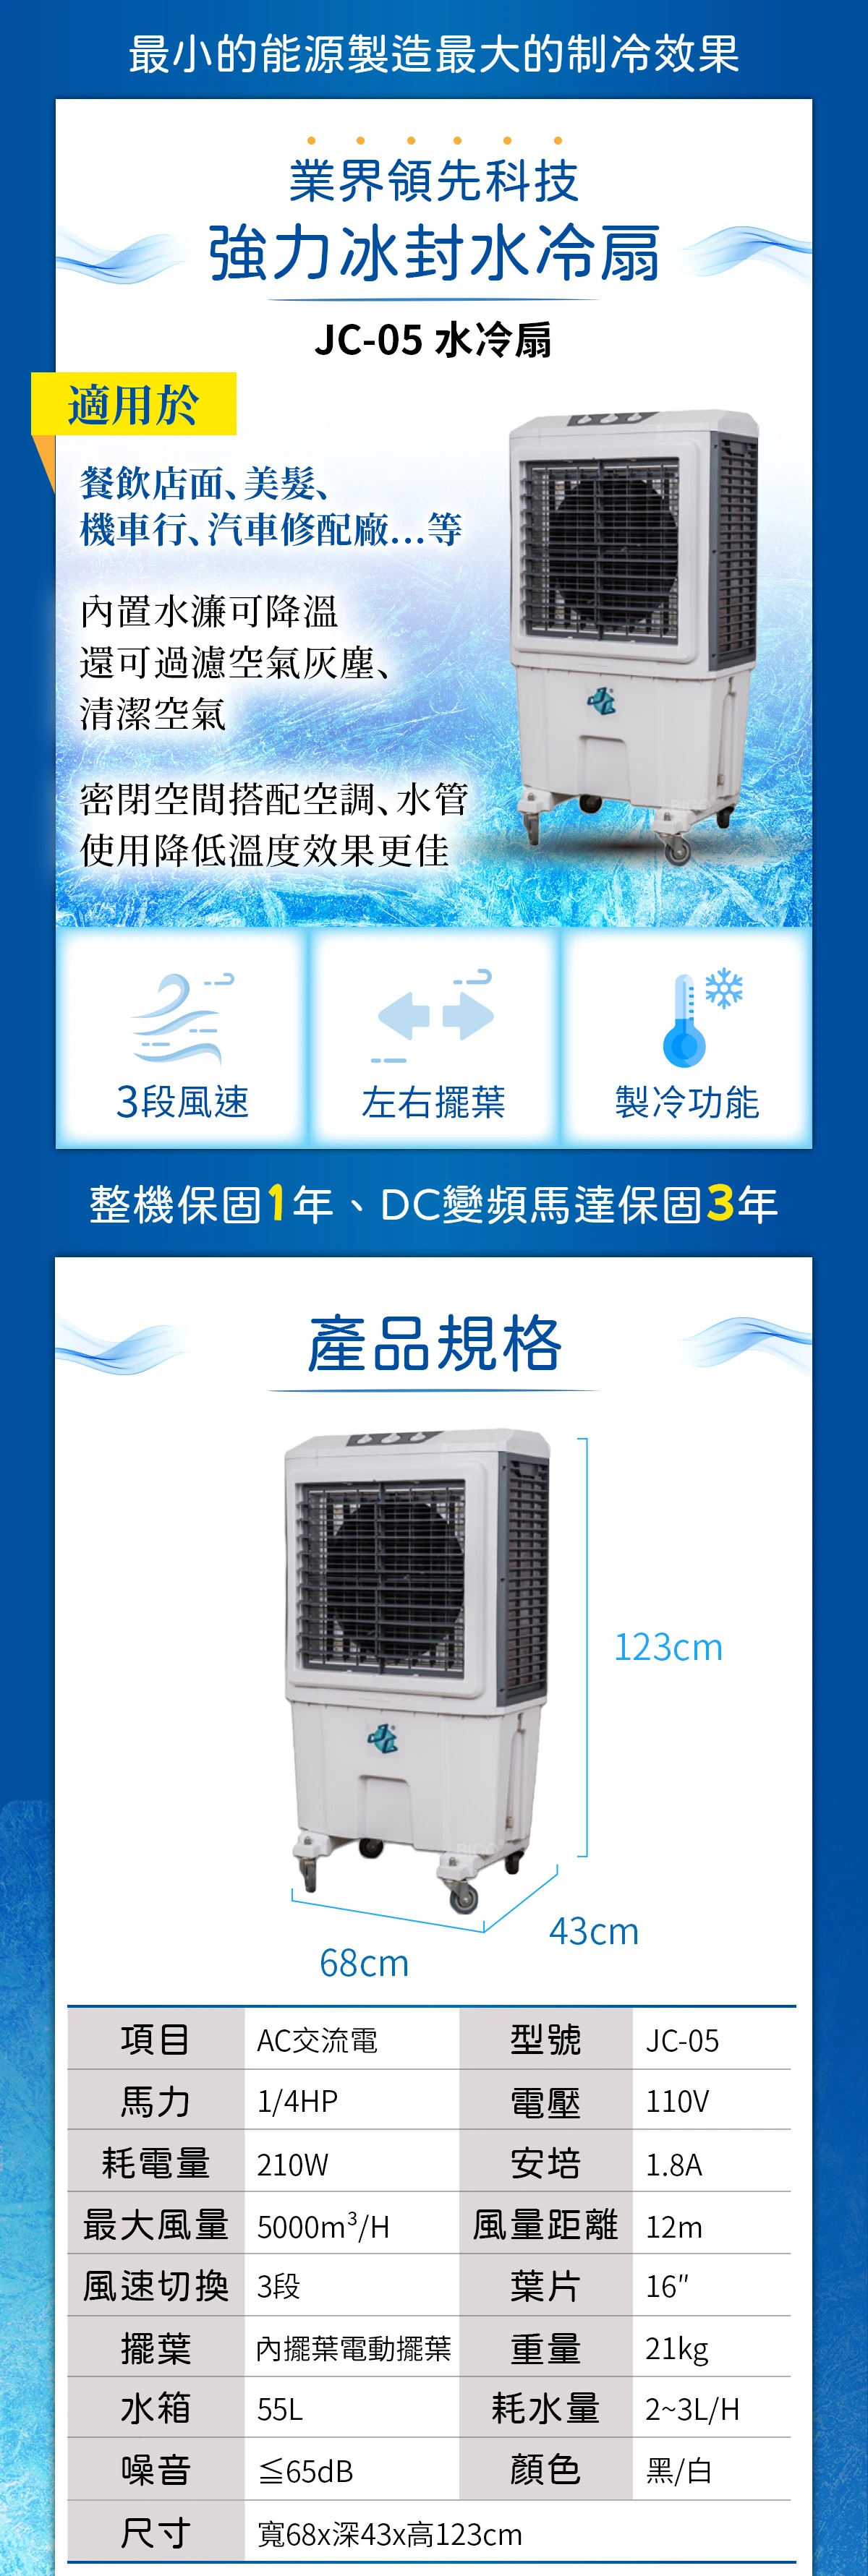 最小的能源製造最大的制冷效果
業界領先科技
強力冰封水冷扇
JC-05 水冷扇
適用於
餐飲店面、美髮、
機車行、汽車修配廠...等
內置水濂可降溫
還可過濾空氣灰塵、
清潔空氣
密閉空間搭配空調、水管
使用降低溫度效果更佳
3段風速
左右擺葉
製冷功能
整機保固1年、DC變頻馬達保固3年
產品規格
123cm
43cm
68cm
項目 AC交流電 型號 JC-05
馬力 1/4HP 電壓 110V
耗電量 210W 安培 1.8A
最大風量 5000m³/H 風量距離 12m
風速切換 3段 葉片 16"
擺葉 內擺葉電動擺葉 重量 21kg
水箱 55L 耗水量 2~3L/H
噪音 ≦65dB 顏色 黑/白
尺寸 寬68x深43x高123cm